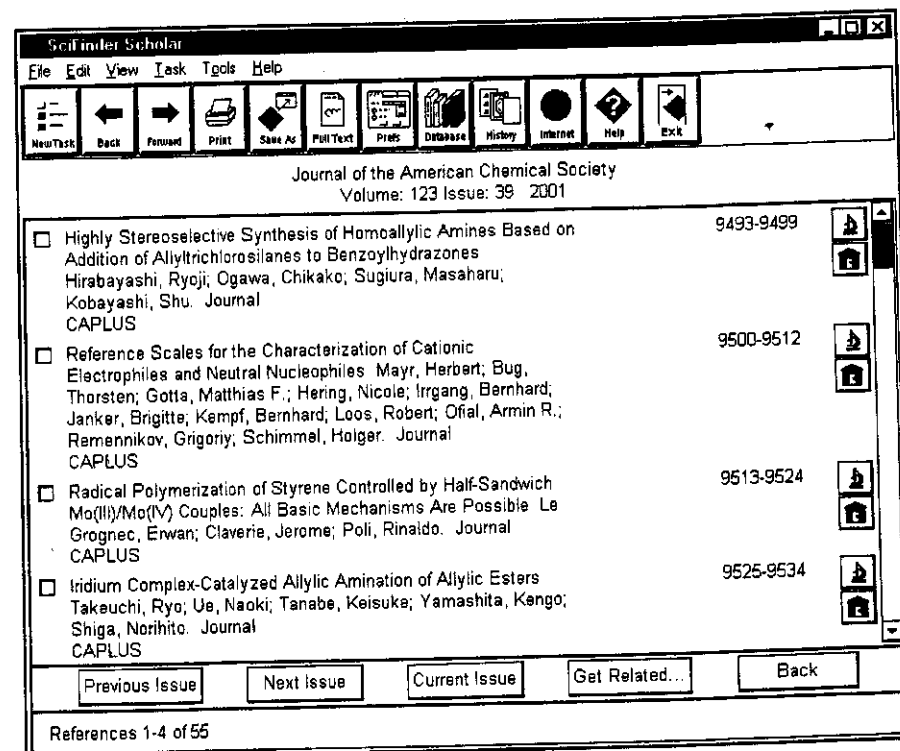 SciFinder Scholar
File Edit View Task Tools Help
New Task Back Forward Print Save As Full Text Prefs Database History Internet Help Exit
Journal of the American Chemical Society
Volume: 123 Issue: 39 2001
Highly Stereoselective Synthesis of Homoallylic Amines Based on 9493-9499
Addition of Allyltrichlorosilanes to Benzoylhydrazones
Hirabayashi, Ryoji; Ogawa, Chikako; Sugiura, Masaharu;
Kobayashi, Shu. Journal
CAPLUS
Reference Scales for the Characterization of Cationic 9500-9512
Electrophiles and Neutral Nucleophiles Mayr, Herbert; Bug,
Thorsten; Gotta, Matthias F.; Hering, Nicole; Irrgang, Bernhard;
Janker, Brigitte; Kempf, Bernhard; Loos, Robert; Ofial, Armin R.;
Remennikov, Grigoriy; Schimmel, Holger. Journal
CAPLUS
Radical Polymerization of Styrene Controlled by Half-Sandwich 9513-9524
Mo(III)/Mo(IV) Couples: All Basic Mechanisms Are Possible Le
Grognec, Erwan; Claverie, Jerome; Poli, Rinaldo. Journal
CAPLUS
Iridium Complex-Catalyzed Allylic Amination of Allylic Esters 9525-9534
Takeuchi, Ryo; Ue, Naoki; Tanabe, Keisuke; Yamashita, Kengo;
Shiga, Norihito. Journal
CAPLUS
Previous Issue Next Issue Current Issue Get Related... Back
References 1-4 of 55